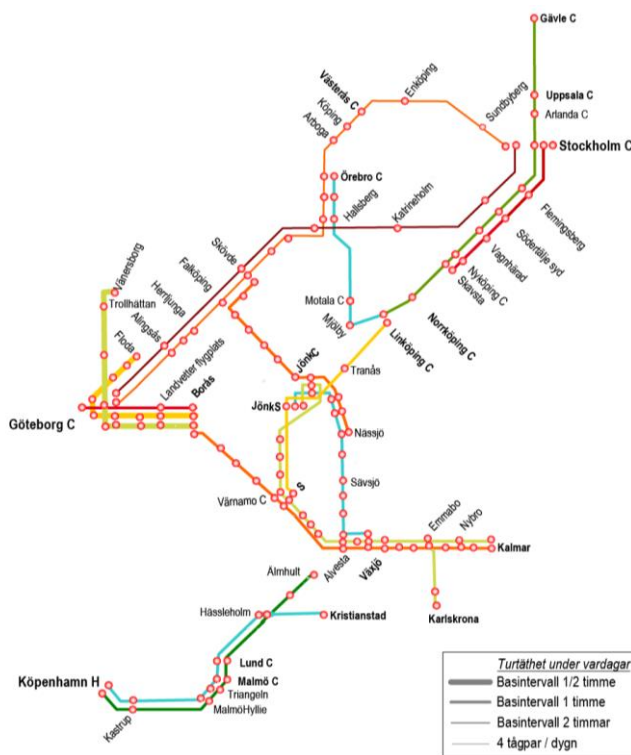 Gävle C
Uppsala C
Arlanda C
Stockholm C
Sundbyberg
Enköping
Västerås C
Köping
Arboga
Örebro C
Hallsberg
Katrineholm
Flemingsberg
Södertälje syd
Vagnhärad
Nyköping C
Skavsta
Norrköping C
Linköping C
Motala C
Mjölby
Tranås
Skövde
Falköping
Herrljunga
Vänersborg
Trollhättan
Alingsås
Floda
Landvetter flygplats
Borås
Göteborg C
JönkC
JönkS
Nässjö
Sävsjö
Värnamo C
S
Alvesta
Växjö
Emmabo
Nybro
Kalmar
Karlskrona
Älmhult
Hässleholm
Kristianstad
Lund C
Malmö C
Triangeln
MalmöHyllie
Köpenhamn H
Kastrup
Turtäthet under vardagar
Basintervall 1/2 timme
Basintervall 1 timme
Basintervall 2 timmar
4 tågpar / dygn